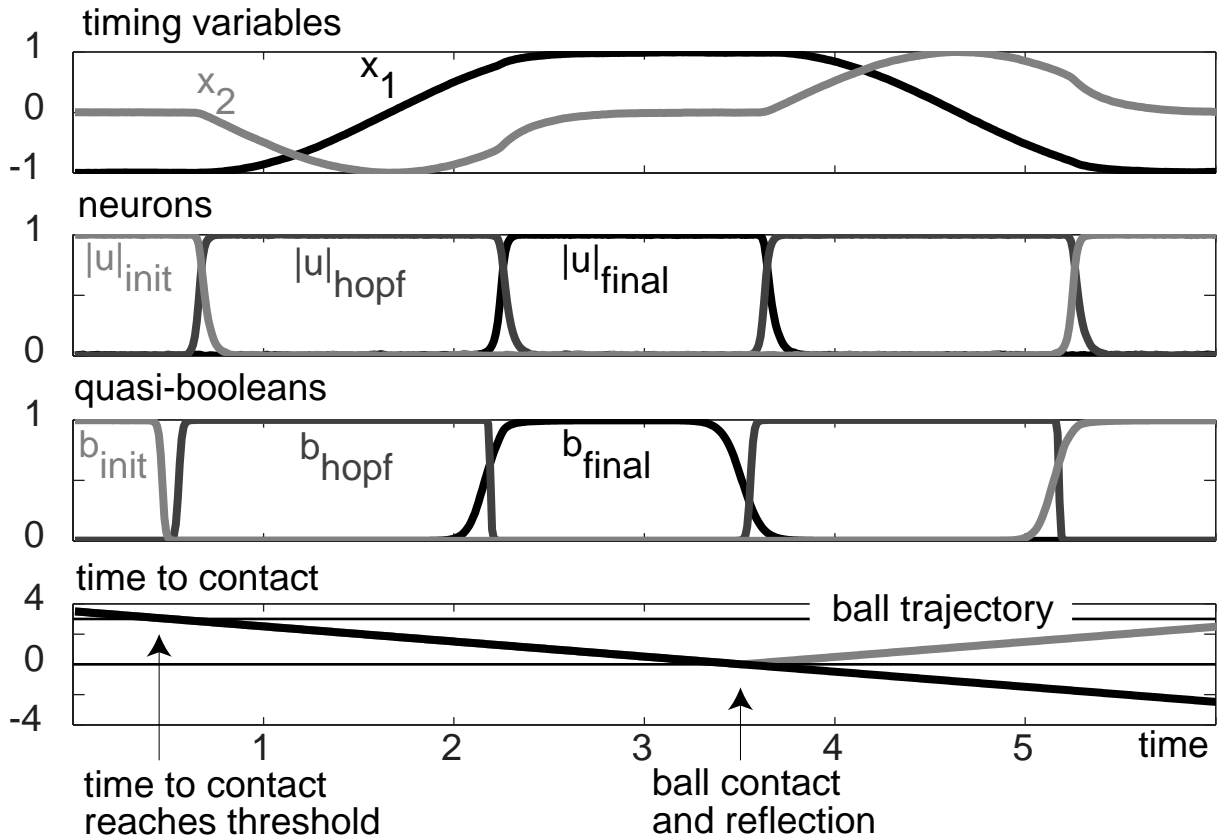 timing variables
1
0
-1
x2
x1
neurons
1
0
|u|init
|u|hopf
|u|final
quasi-booleans
1
0
binit
bhopf
bfinal
time to contact
4
0
-4
ball trajectory
1 2 3 4 5 time
time to contact
reaches threshold
ball contact
and reflection